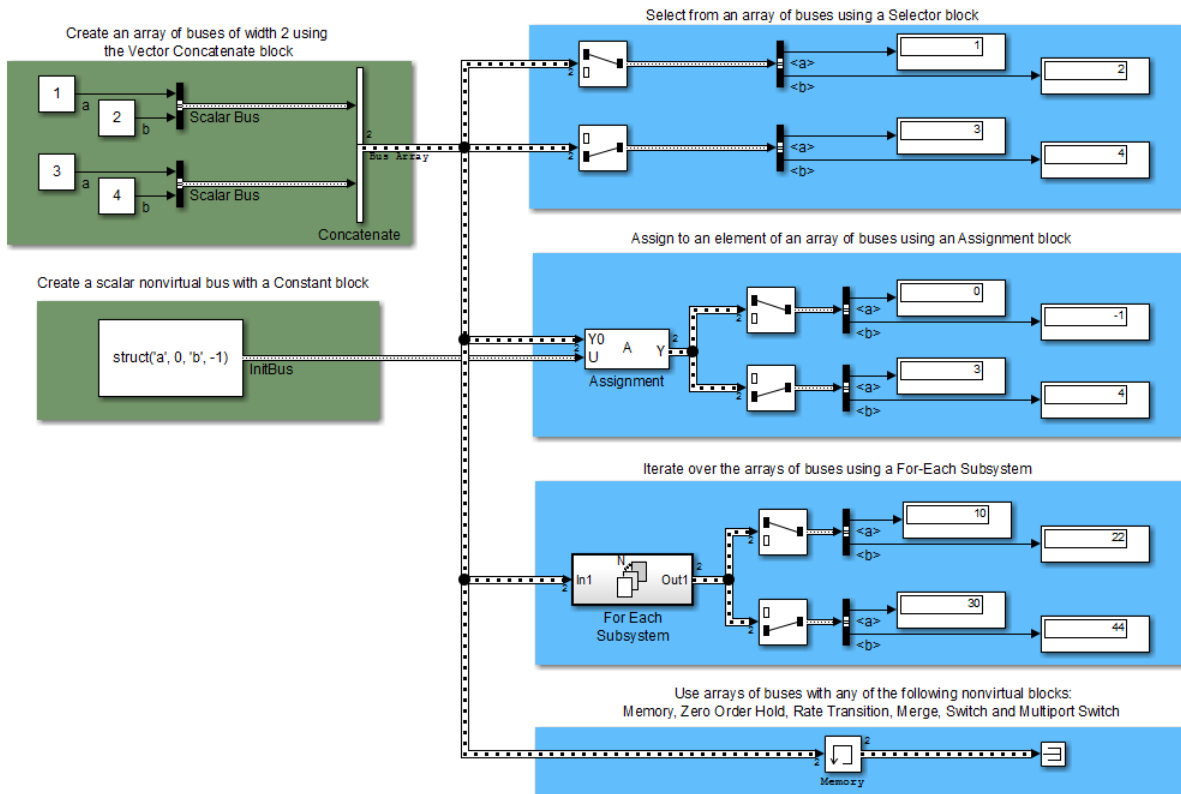 Create an array of buses of width 2 using
the Vector Concatenate block
1
a
2
b
Scalar Bus
3
a
4
b
Scalar Bus
2
Bus Array
Concatenate
Create a scalar nonvirtual bus with a Constant block
struct('a', 0, 'b', -1)
InitBus
Select from an array of buses using a Selector block
2
<a>
<b>
1
2
2
<a>
<b>
3
4
Assign to an element of an array of buses using an Assignment block
2
Y0
U
A
Y
2
Assignment
2
<a>
<b>
0
-1
2
<a>
<b>
3
4
Iterate over the arrays of buses using a For-Each Subsystem
2
In1
N
Out1
2
For Each
Subsystem
2
<a>
<b>
10
22
2
<a>
<b>
30
44
Use arrays of buses with any of the following nonvirtual blocks:
Memory, Zero Order Hold, Rate Transition, Merge, Switch and Multiport Switch
2
2
Memory